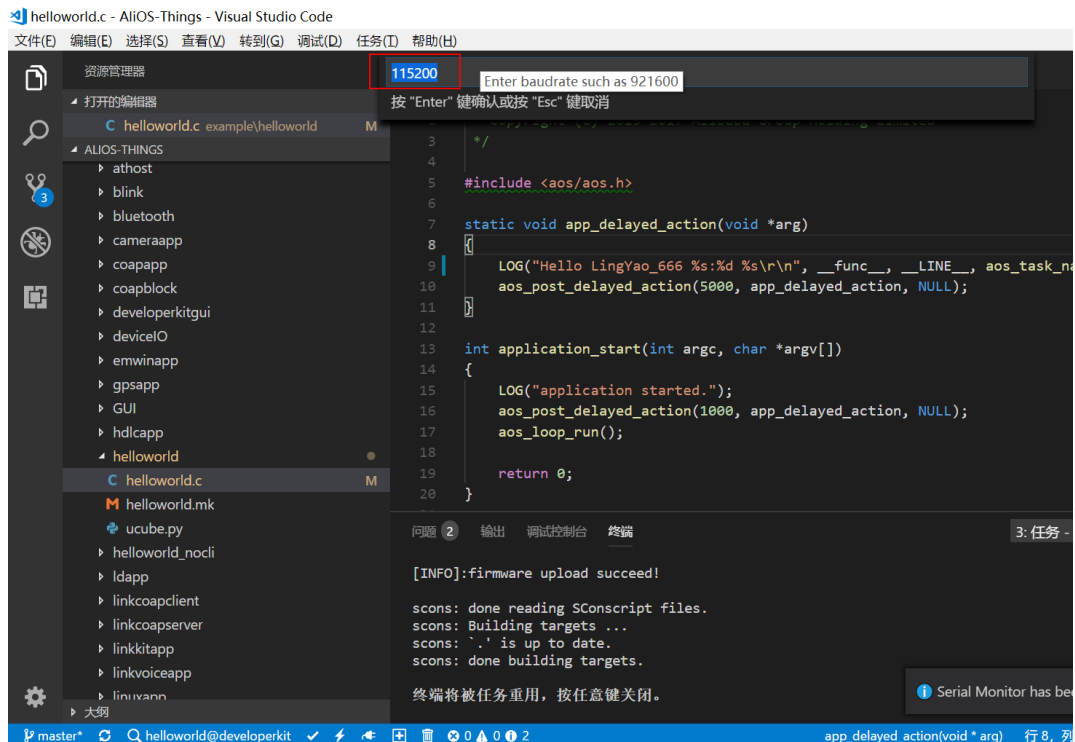 helloworld.c - AliOS-Things - Visual Studio Code
文件(F) 编辑(E) 选择(S) 查看(V) 转到(G) 调试(D) 任务(T) 帮助(H)
资源管理器
打开的编辑器
C helloworld.c example\helloworld M
ALIOS-THINGS
athost
blink
bluetooth
cameraapp
coapapp
coapblock
developerkitgui
deviceIO
emwinapp
gpsapp
GUI
hdlcapp
helloworld
C helloworld.c M
M helloworld.mk
ucube.py
helloworld_nocli
ldapp
linkcoapclient
linkcoapserver
linkkitapp
linkvoiceapp
linuxapp
大纲
3
115200
Enter baudrate such as 921600
按 "Enter" 键确认或按 "Esc" 键取消
3 */
4
5 #include <aos/aos.h>
6
7 static void app_delayed_action(void *arg)
8 {
9 LOG("Hello LingYao_666 %s:%d %s\r\n", __func__, __LINE__, aos_task_na
10 aos_post_delayed_action(5000, app_delayed_action, NULL);
11 }
12
13 int application_start(int argc, char *argv[])
14 {
15 LOG("application started.");
16 aos_post_delayed_action(1000, app_delayed_action, NULL);
17 aos_loop_run();
18
19 return 0;
20 }
问题 2 输出 调试控制台 终端 3: 任务 -
[INFO]:firmware upload succeed!
scons: done reading SConscript files.
scons: Building targets ...
scons: `.' is up to date.
scons: done building targets.
终端将被任务重用，按任意键关闭。
Serial Monitor has bee
master* helloworld@developerkit 0 0 2 app_delayed_action(void * arg) 行 8，列